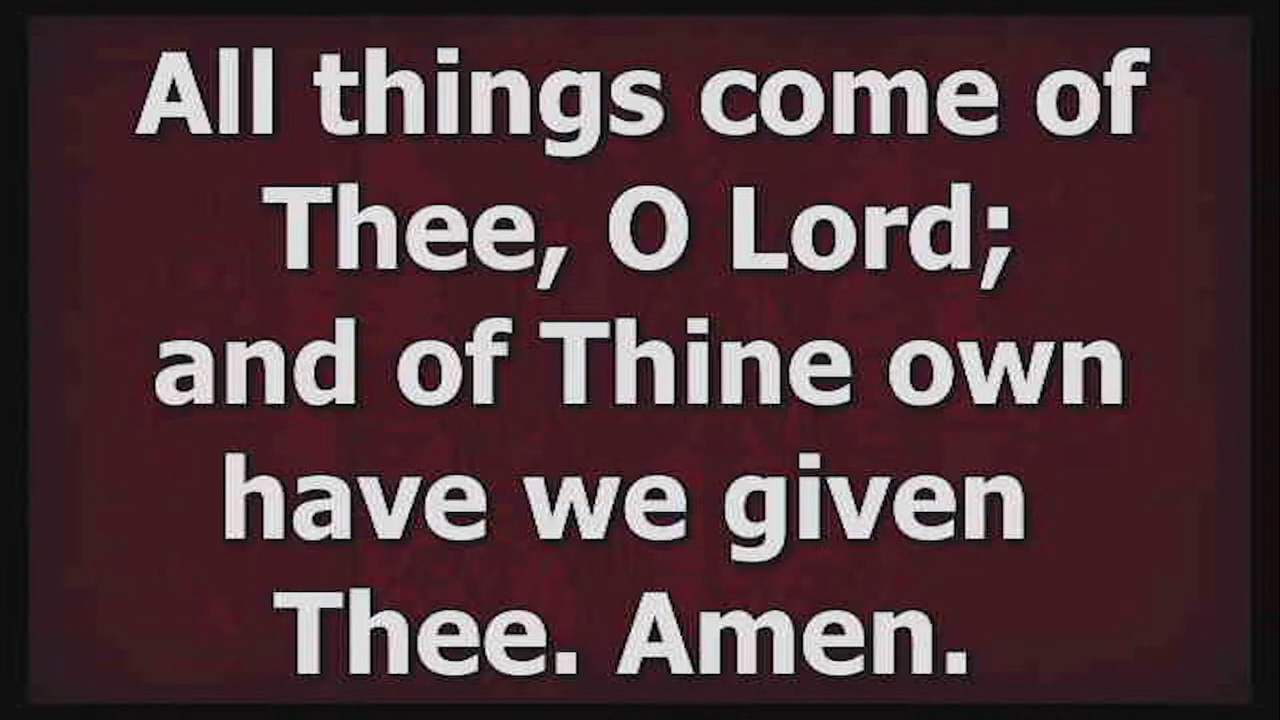 All things come of
Thee, O Lord;
and of Thine own
have we given
Thee. Amen.